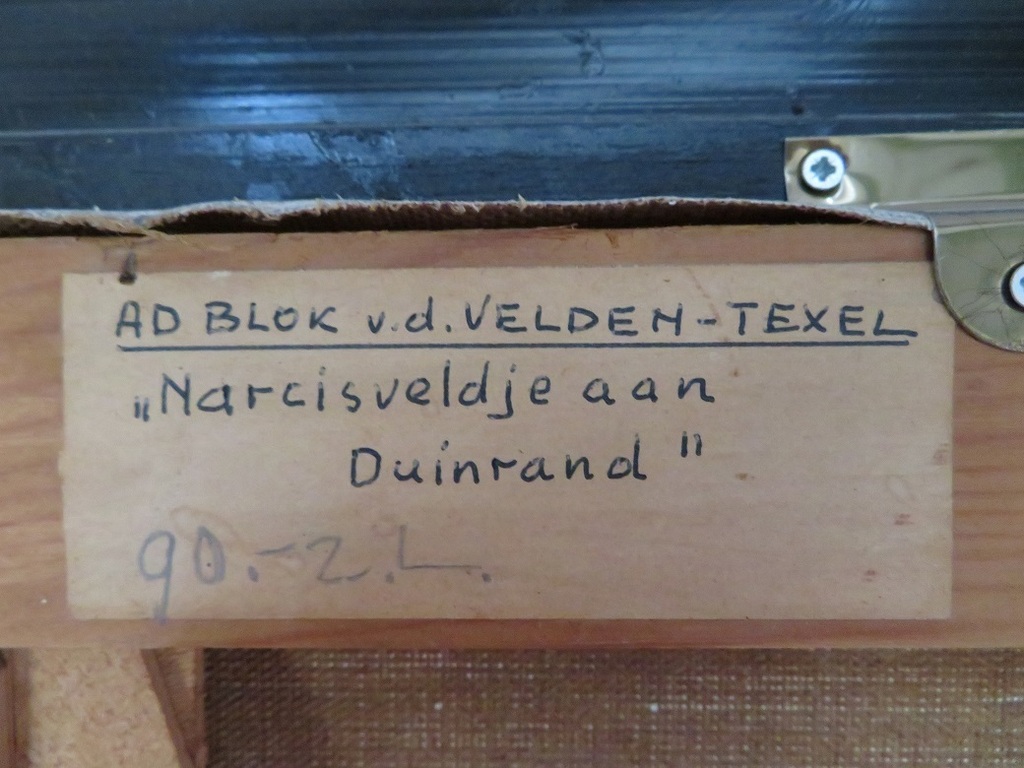 AD BLOK v.d. VELDEN - TEXEL
„Narcisveldje aan
Duinrand"
90.- z.L.